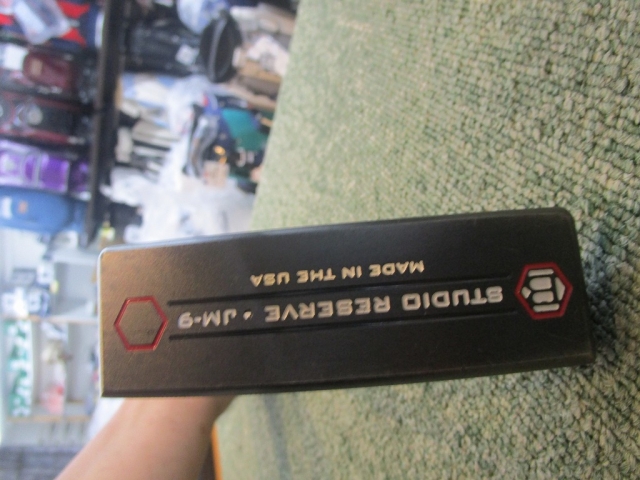 STUDIO RESERVE • JM-9
MADE IN THE USA